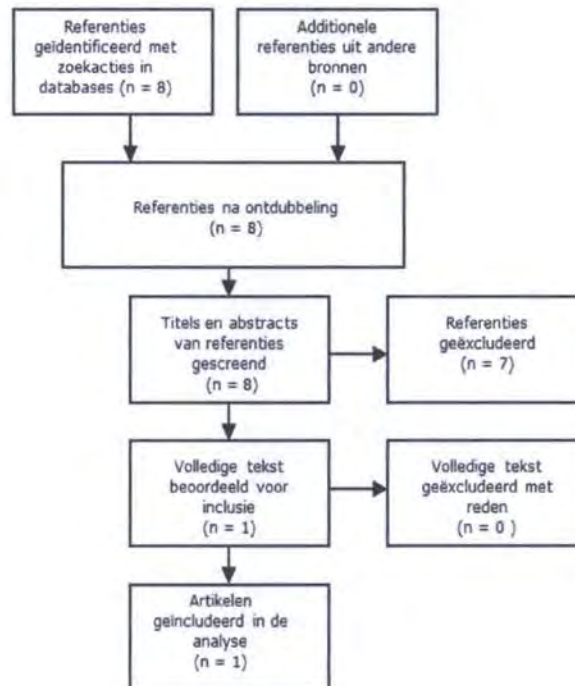 Referenties
geïdentificeerd met
zoekacties in
databases (n = 8)
Additionele
referenties uit andere
bronnen
(n = 0)
Referenties na ontdubbeling
(n = 8)
Titels en abstracts
van referenties
gescreend
(n = 8)
Referenties
geëxcludeerd
(n = 7)
Volledige tekst
beoordeeld voor
inclusie
(n = 1)
Volledige tekst
geëxcludeerd met
reden
(n = 0 )
Artikelen
geïncludeerd in de
analyse
(n = 1)